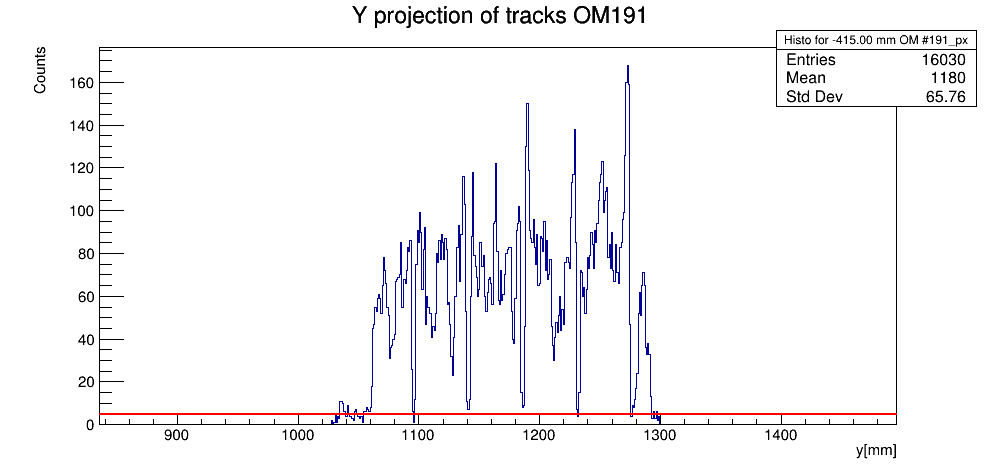 Y projection of tracks OM191
Histo for -415.00 mm OM #191_px
Entries 16030
Mean 1180
Std Dev 65.76
Counts
160
140
120
100
80
60
40
20
0
900 1000 1100 1200 1300 1400
y[mm]